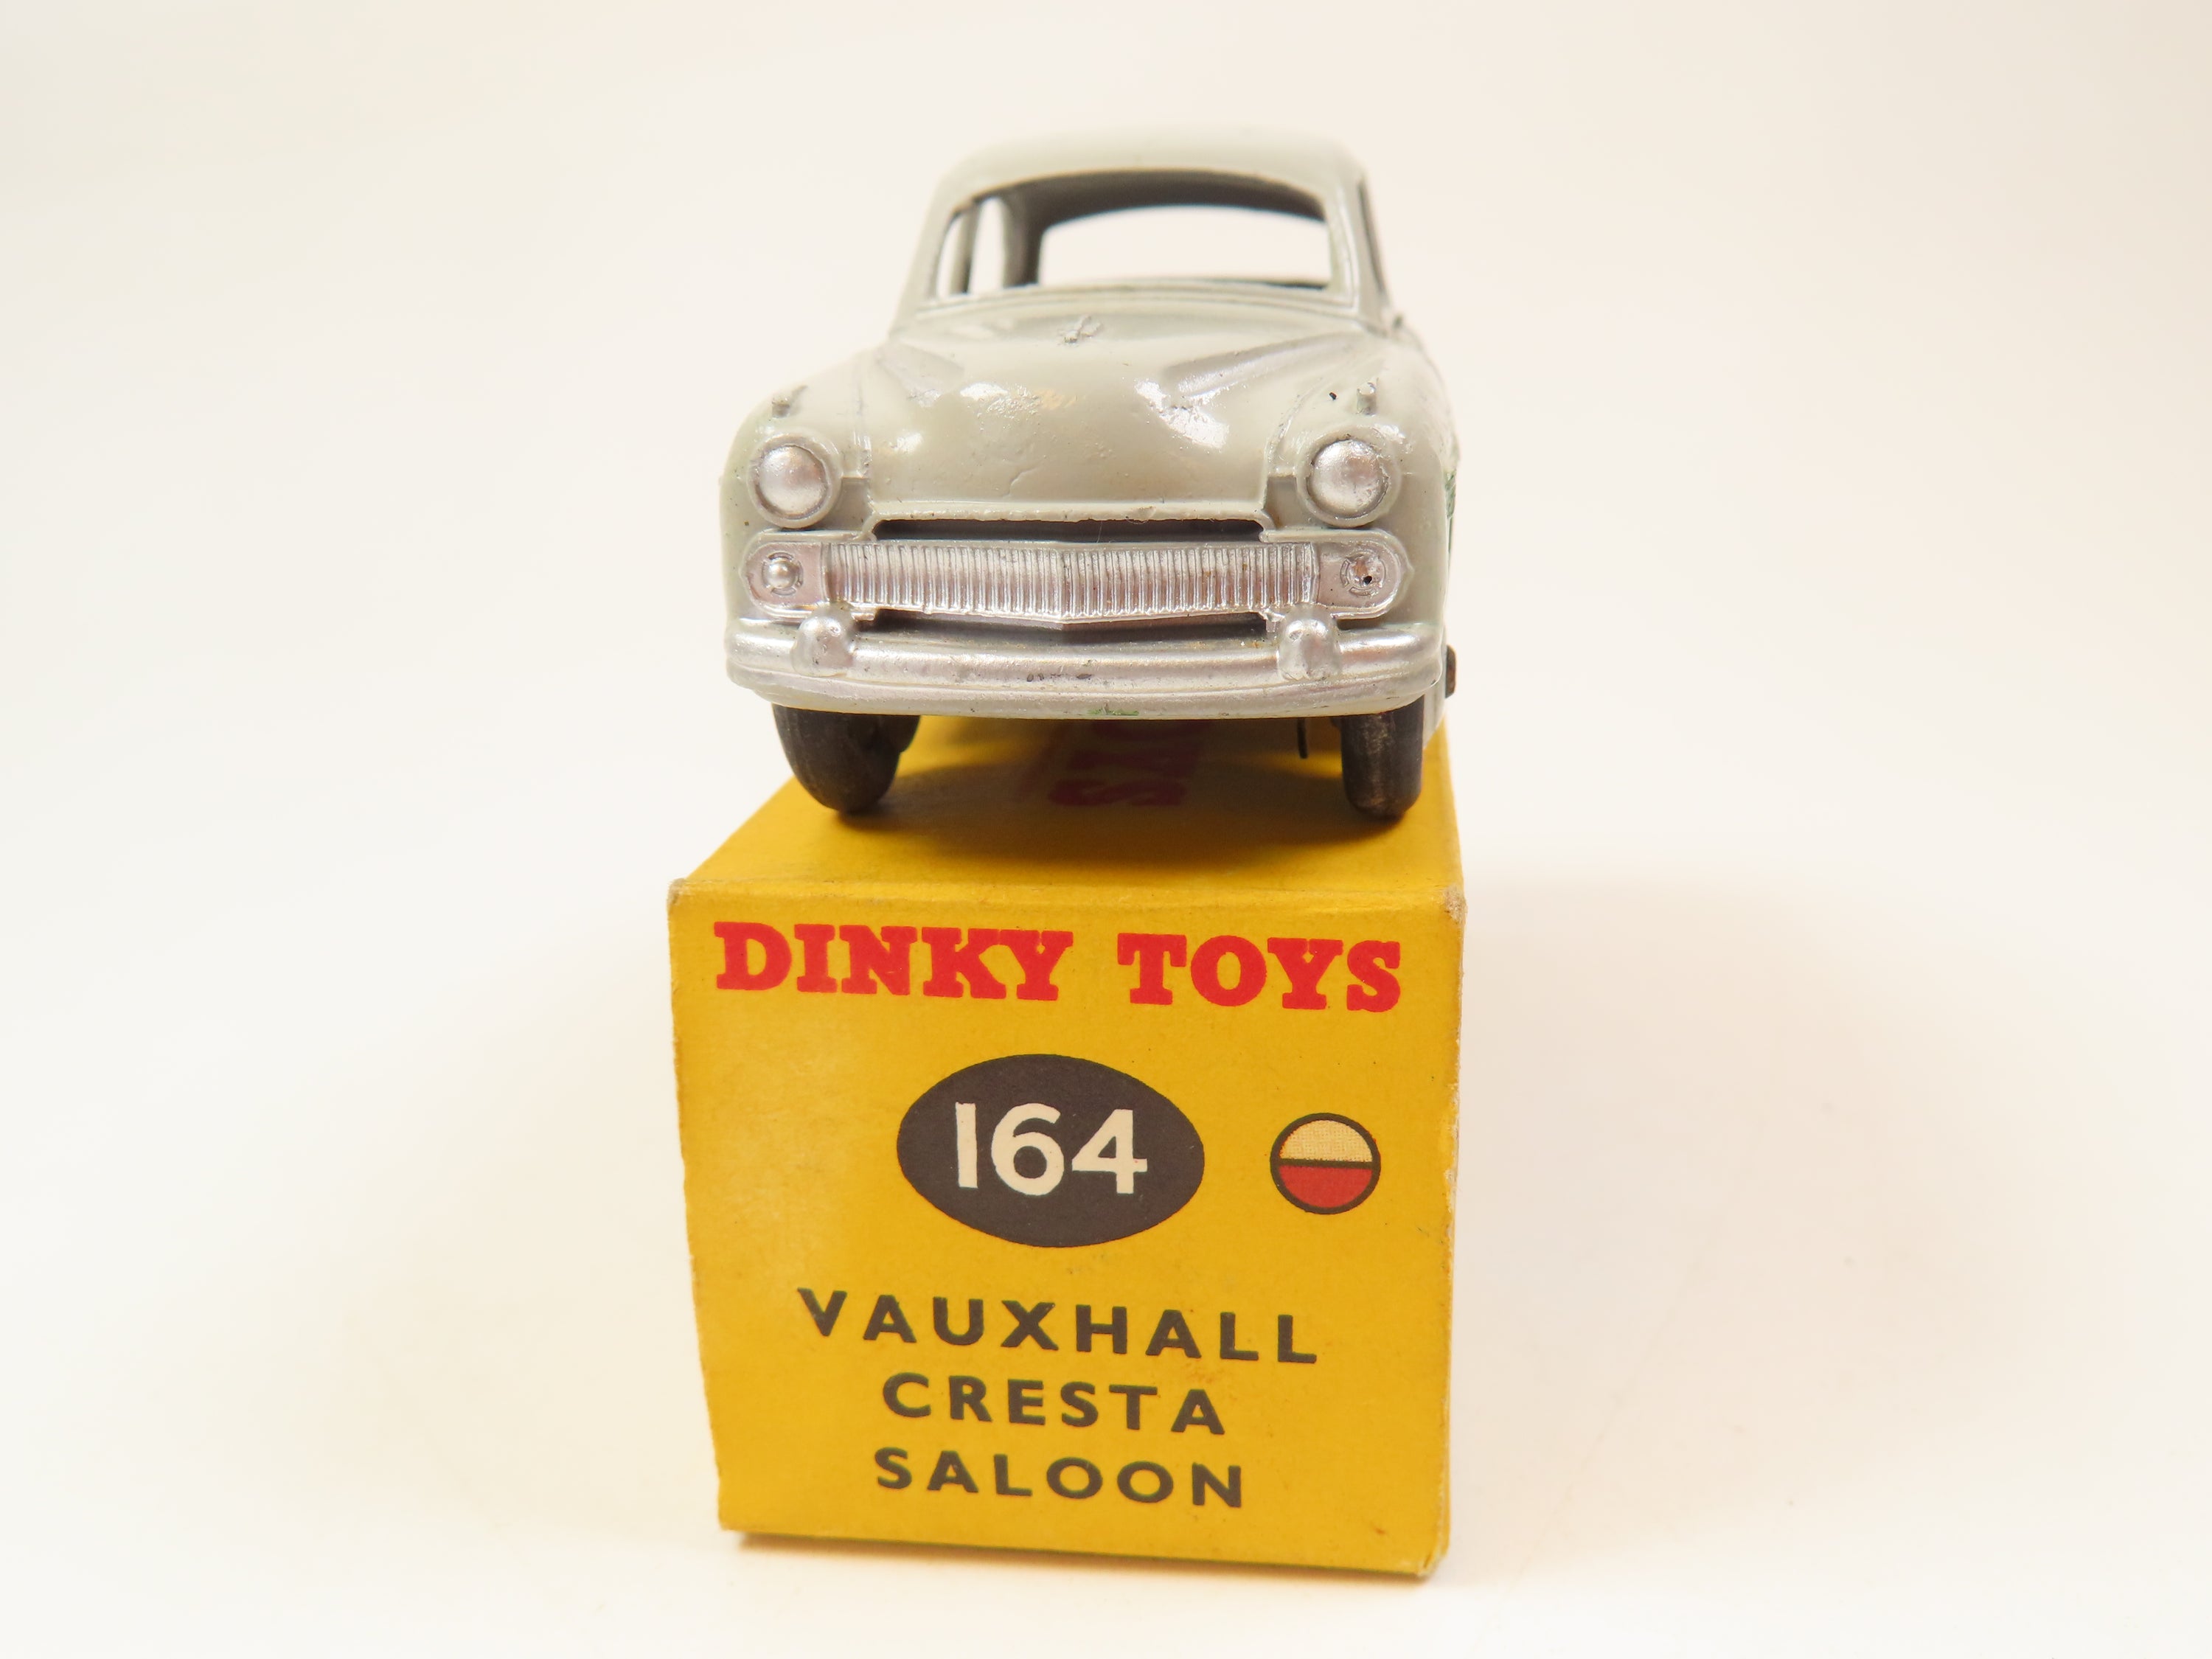 DINKY TOYS
164
VAUXHALL
CRESTA
SALOON